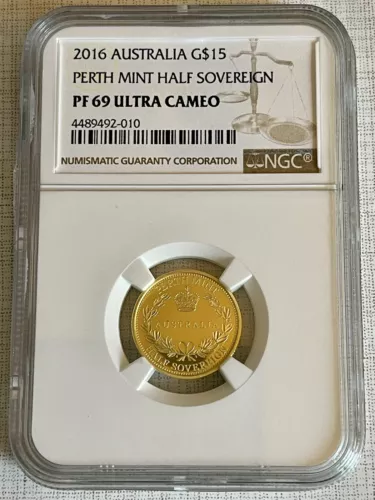 2016 AUSTRALIA G$15
PERTH MINT HALF SOVEREIGN
PF 69 ULTRA CAMEO
4489492-010
NUMISMATIC GUARANTY CORPORATION
NGC®
PERTH MINT
AUSTRALIA
HALF SOVEREIGN